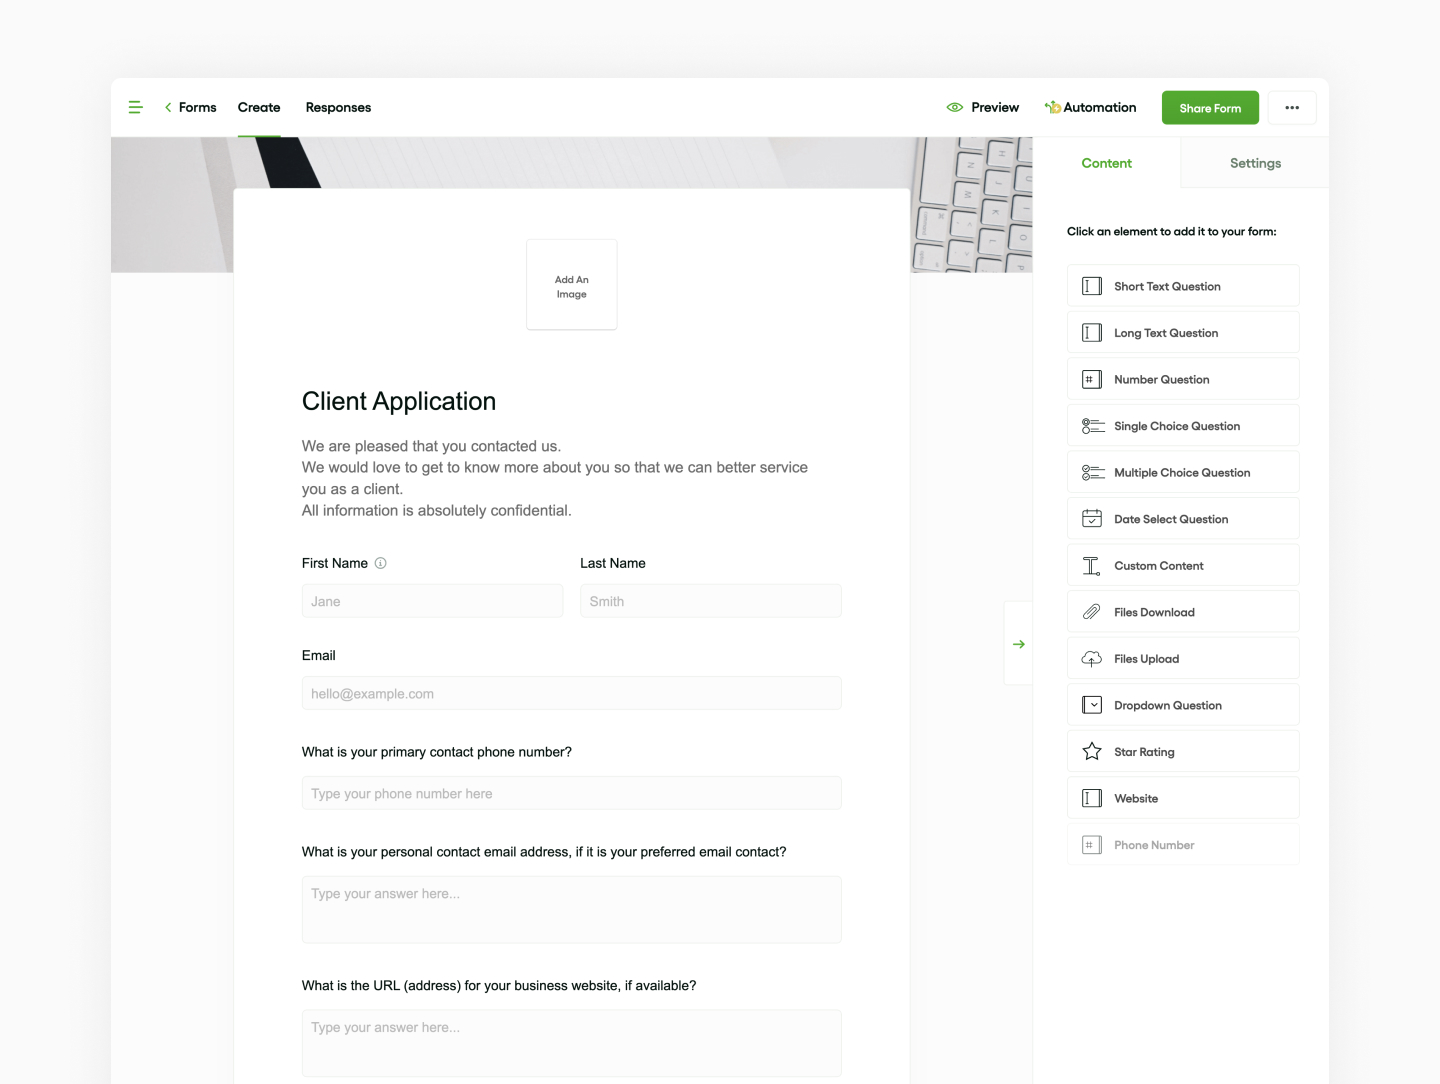 Forms
Create
Responses
Preview
Automation
Share Form
Content
Settings
Click an element to add it to your form:
Short Text Question
Long Text Question
Number Question
Single Choice Question
Multiple Choice Question
Date Select Question
Custom Content
Files Download
Files Upload
Dropdown Question
Star Rating
Website
Phone Number
Add An
Image
Client Application
We are pleased that you contacted us.
We would love to get to know more about you so that we can better service
you as a client.
All information is absolutely confidential.
First Name
Last Name
Jane
Smith
Email
hello@example.com
What is your primary contact phone number?
Type your phone number here
What is your personal contact email address, if it is your preferred email contact?
Type your answer here...
What is the URL (address) for your business website, if available?
Type your answer here...